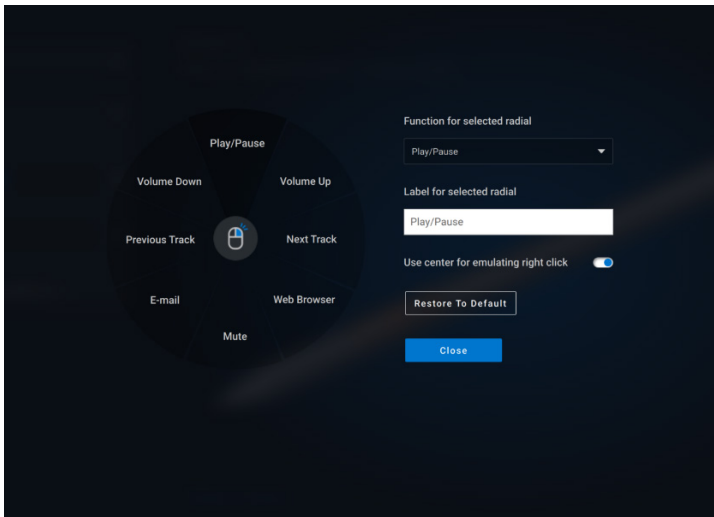 Play/Pause
Volume Down
Volume Up
Previous Track
Next Track
E-mail
Web Browser
Mute
Function for selected radial
Play/Pause
Label for selected radial
Play/Pause
Use center for emulating right click
Restore To Default
Close